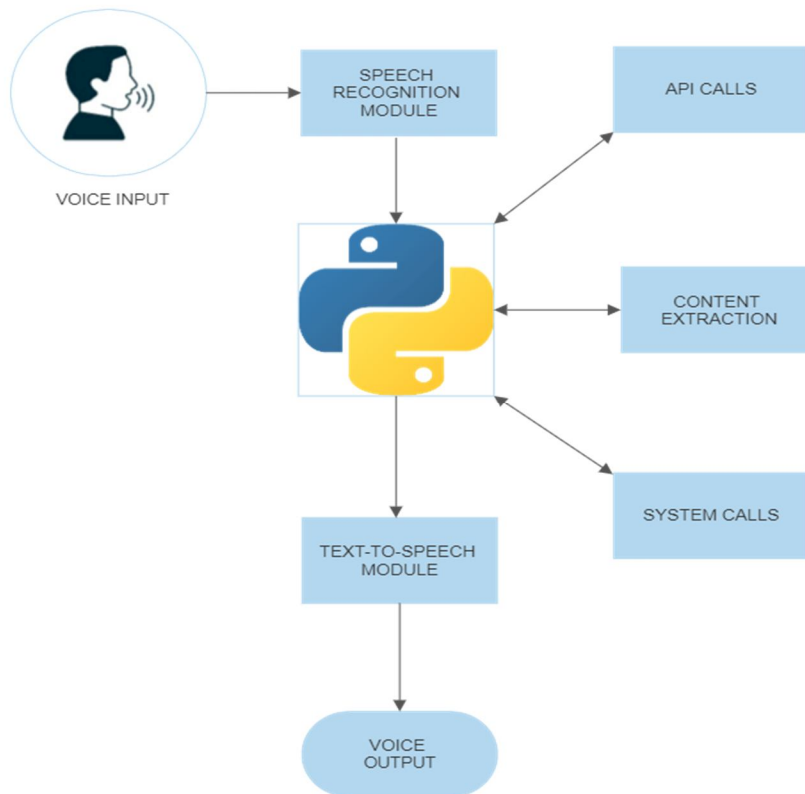 SPEECH
RECOGNITION
MODULE
API CALLS
VOICE INPUT
CONTENT
EXTRACTION
TEXT-TO-SPEECH
MODULE
SYSTEM CALLS
VOICE
OUTPUT